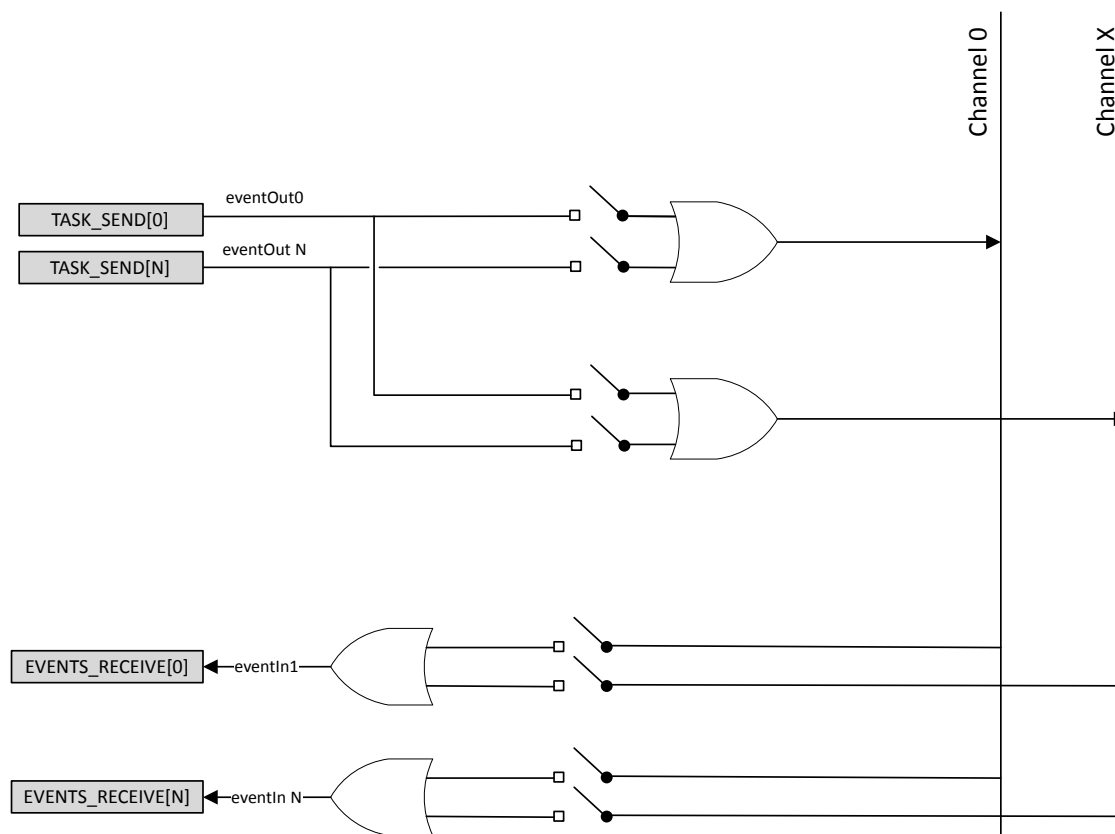 Channel 0
Channel X
eventOut0
TASK_SEND[0]
eventOut N
TASK_SEND[N]
EVENTS_RECEIVE[0]
eventIn1
EVENTS_RECEIVE[N]
eventIn N